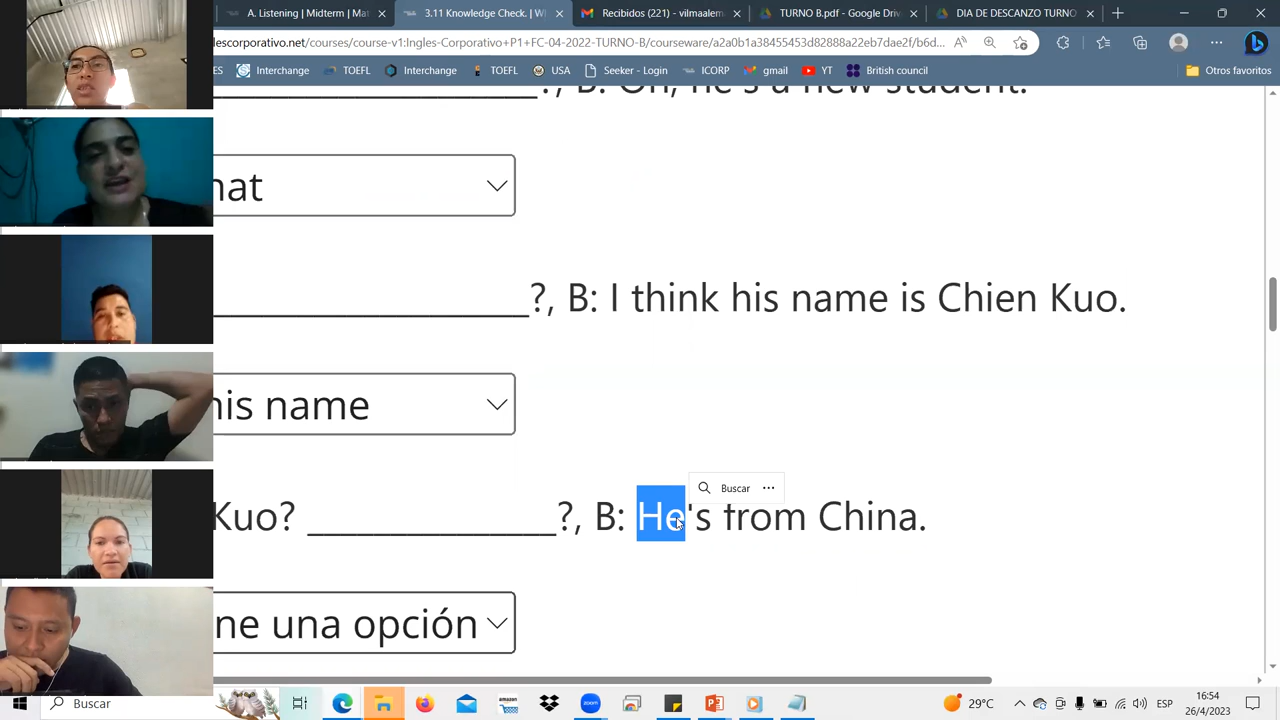 A. Listening | Midterm | Mat
3.11 Knowledge Check. | W
Recibidos (221) - vilmaalem
TURNO B.pdf - Google Driv
DIA DE DESCANZO TURNO
lescorporativo.net/courses/course-v1:Ingles-Corporativo+P1+FC-04-2022-TURNO-B/courseware/a2a0b1a38455453d82888a22eb7dae2f/b6d...
ES Interchange TOEFL Interchange TOEFL USA Seeker - Login ICORP gmail YT British council Otros favoritos
____________________?, B: Oh, he's a new student.
hat
____________________?, B: I think his name is Chien Kuo.
his name
Buscar
Kuo? ____________?, B: He's from China.
ne una opción
Buscar
29°C
ESP
16:54
26/4/2023